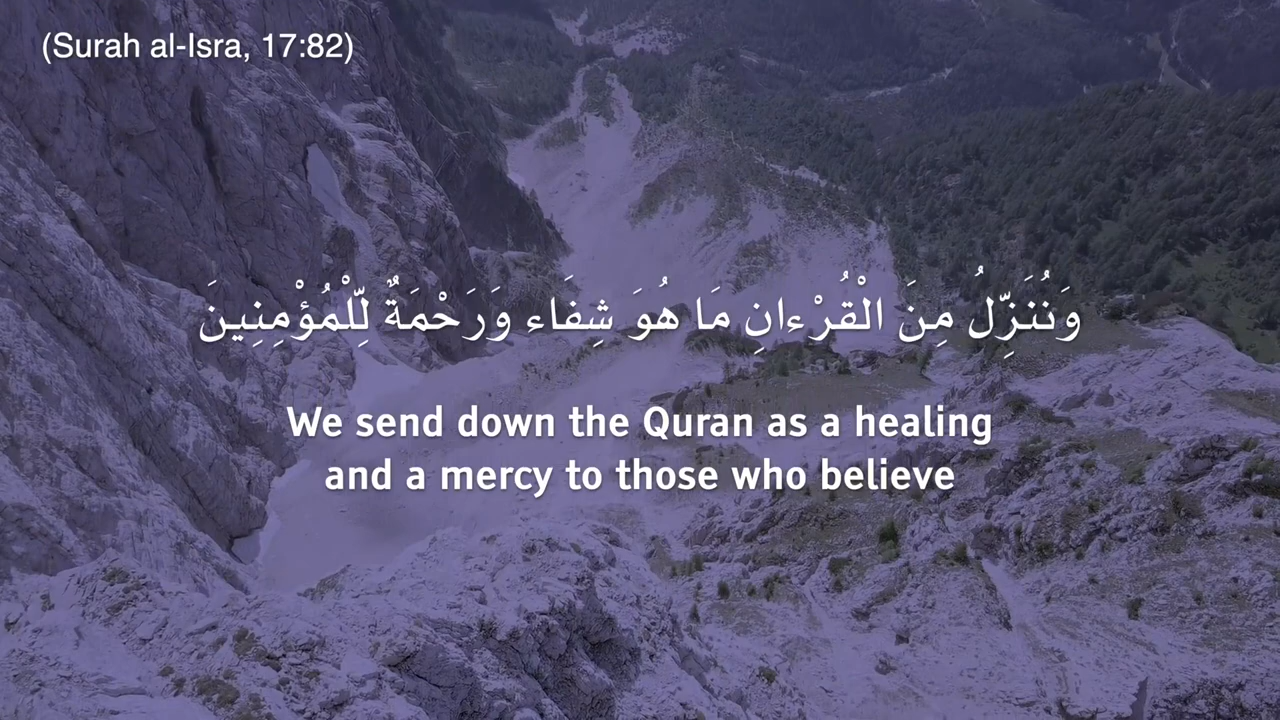 (Surah al-Isra, 17:82)
وَنُنَزِّلُ مِنَ الْقُرْءانِ مَا هُوَ شِفَاء وَرَحْمَةٌ لِّلْمُؤْمِنِينَ
We send down the Quran as a healing
and a mercy to those who believe